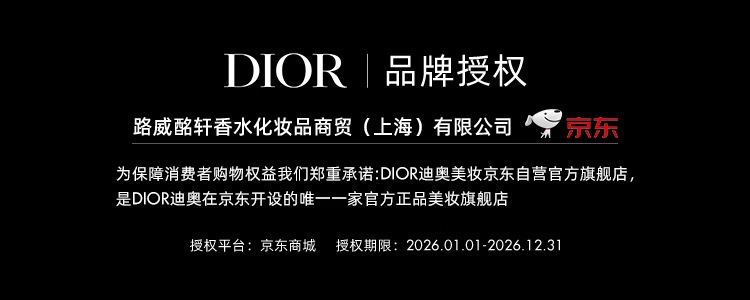 DIOR | 品牌授权
路威酩轩香水化妆品商贸（上海）有限公司 京东
为保障消费者购物权益我们郑重承诺:DIOR迪奥美妆京东自营官方旗舰店，
是DIOR迪奥在京东开设的唯一一家官方正品美妆旗舰店
授权平台：京东商城 授权期限：2026.01.01-2026.12.31